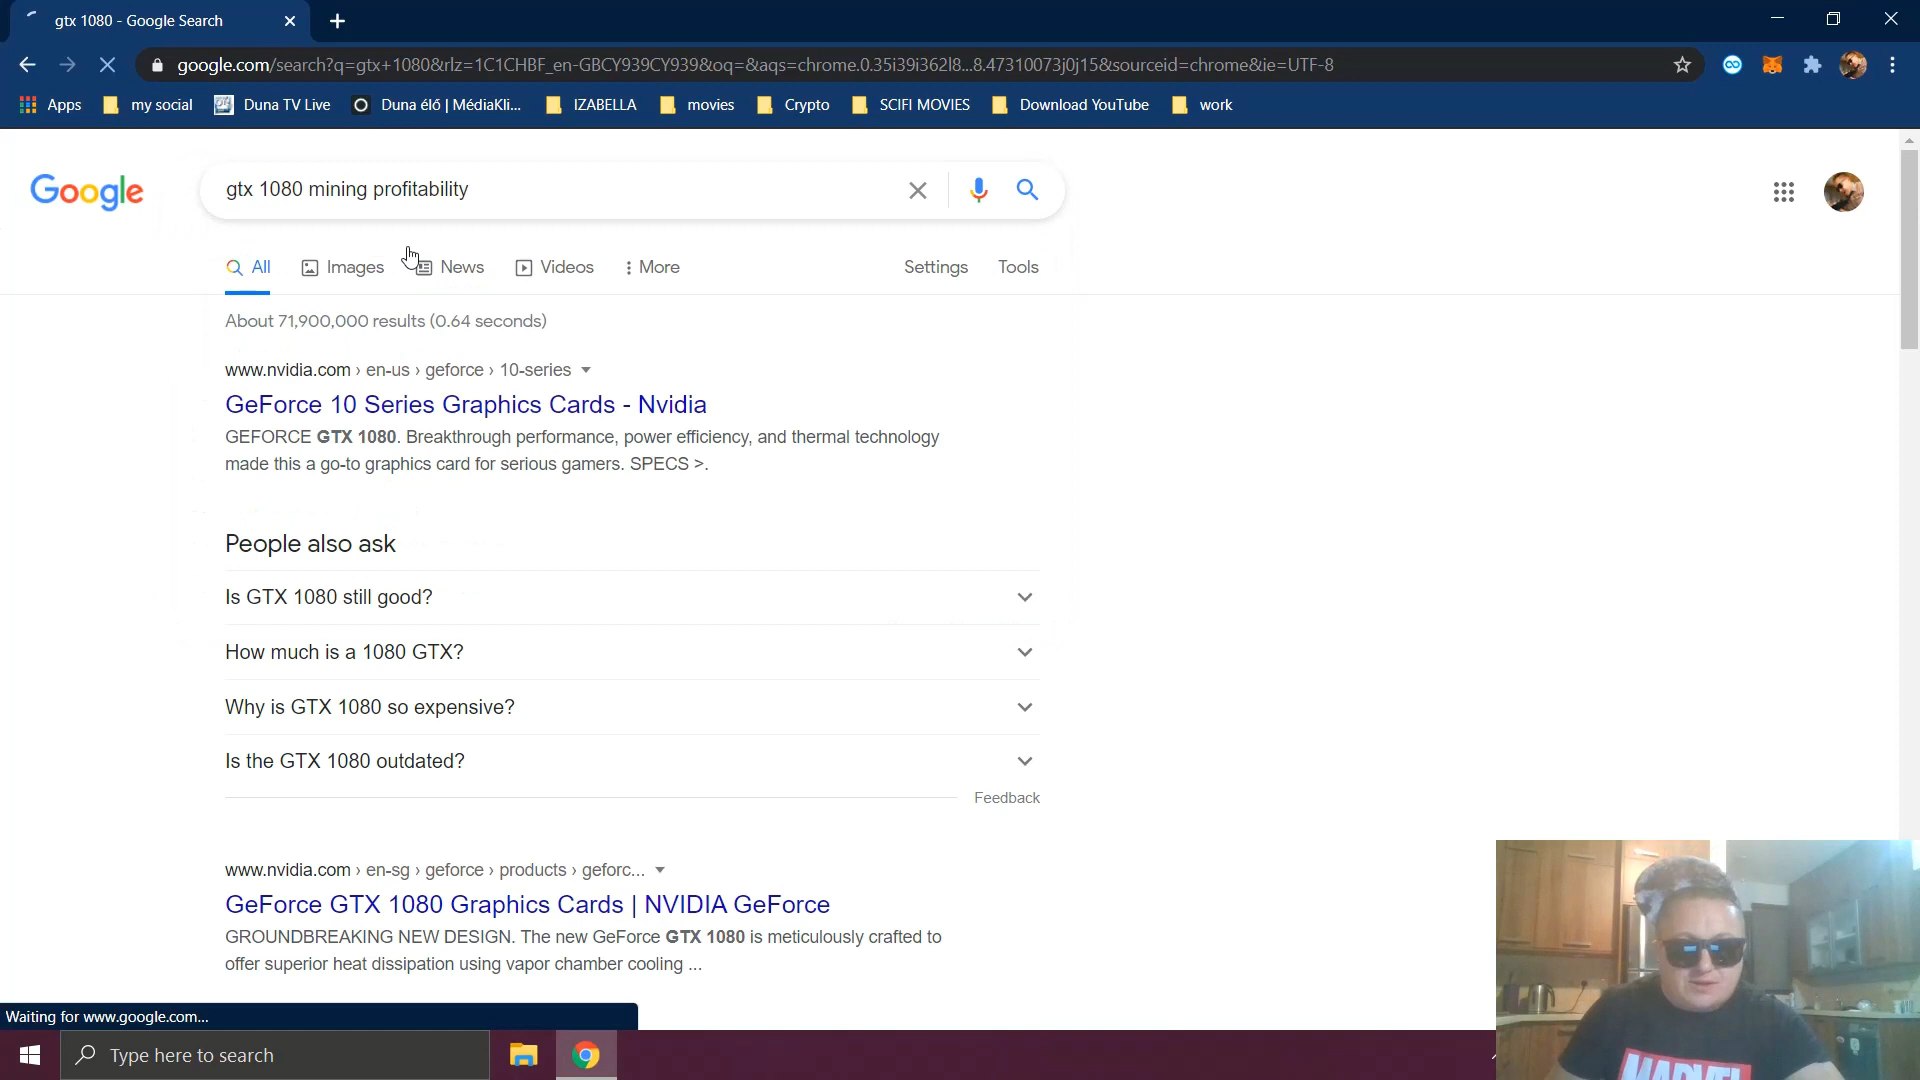 gtx 1080 - Google Search
google.com/search?q=gtx+1080&rlz=1C1CHBF_en-GBCY939CY939&oq=&aqs=chrome.0.35i39i362l8...8.47310073j0j15&sourceid=chrome&ie=UTF-8
Apps my social Duna TV Live Duna élő | MédiaKli... IZABELLA movies Crypto SCIFI MOVIES Download YouTube work
Google gtx 1080 mining profitability
All Images News Videos More Settings Tools
About 71,900,000 results (0.64 seconds)
www.nvidia.com › en-us › geforce › 10-series
GeForce 10 Series Graphics Cards - Nvidia
GEFORCE GTX 1080. Breakthrough performance, power efficiency, and thermal technology
made this a go-to graphics card for serious gamers. SPECS >.
People also ask
Is GTX 1080 still good?
How much is a 1080 GTX?
Why is GTX 1080 so expensive?
Is the GTX 1080 outdated?
Feedback
www.nvidia.com › en-sg › geforce › products › geforc...
GeForce GTX 1080 Graphics Cards | NVIDIA GeForce
GROUNDBREAKING NEW DESIGN. The new GeForce GTX 1080 is meticulously crafted to
offer superior heat dissipation using vapor chamber cooling ...
Waiting for www.google.com...
Type here to search
MARVEL